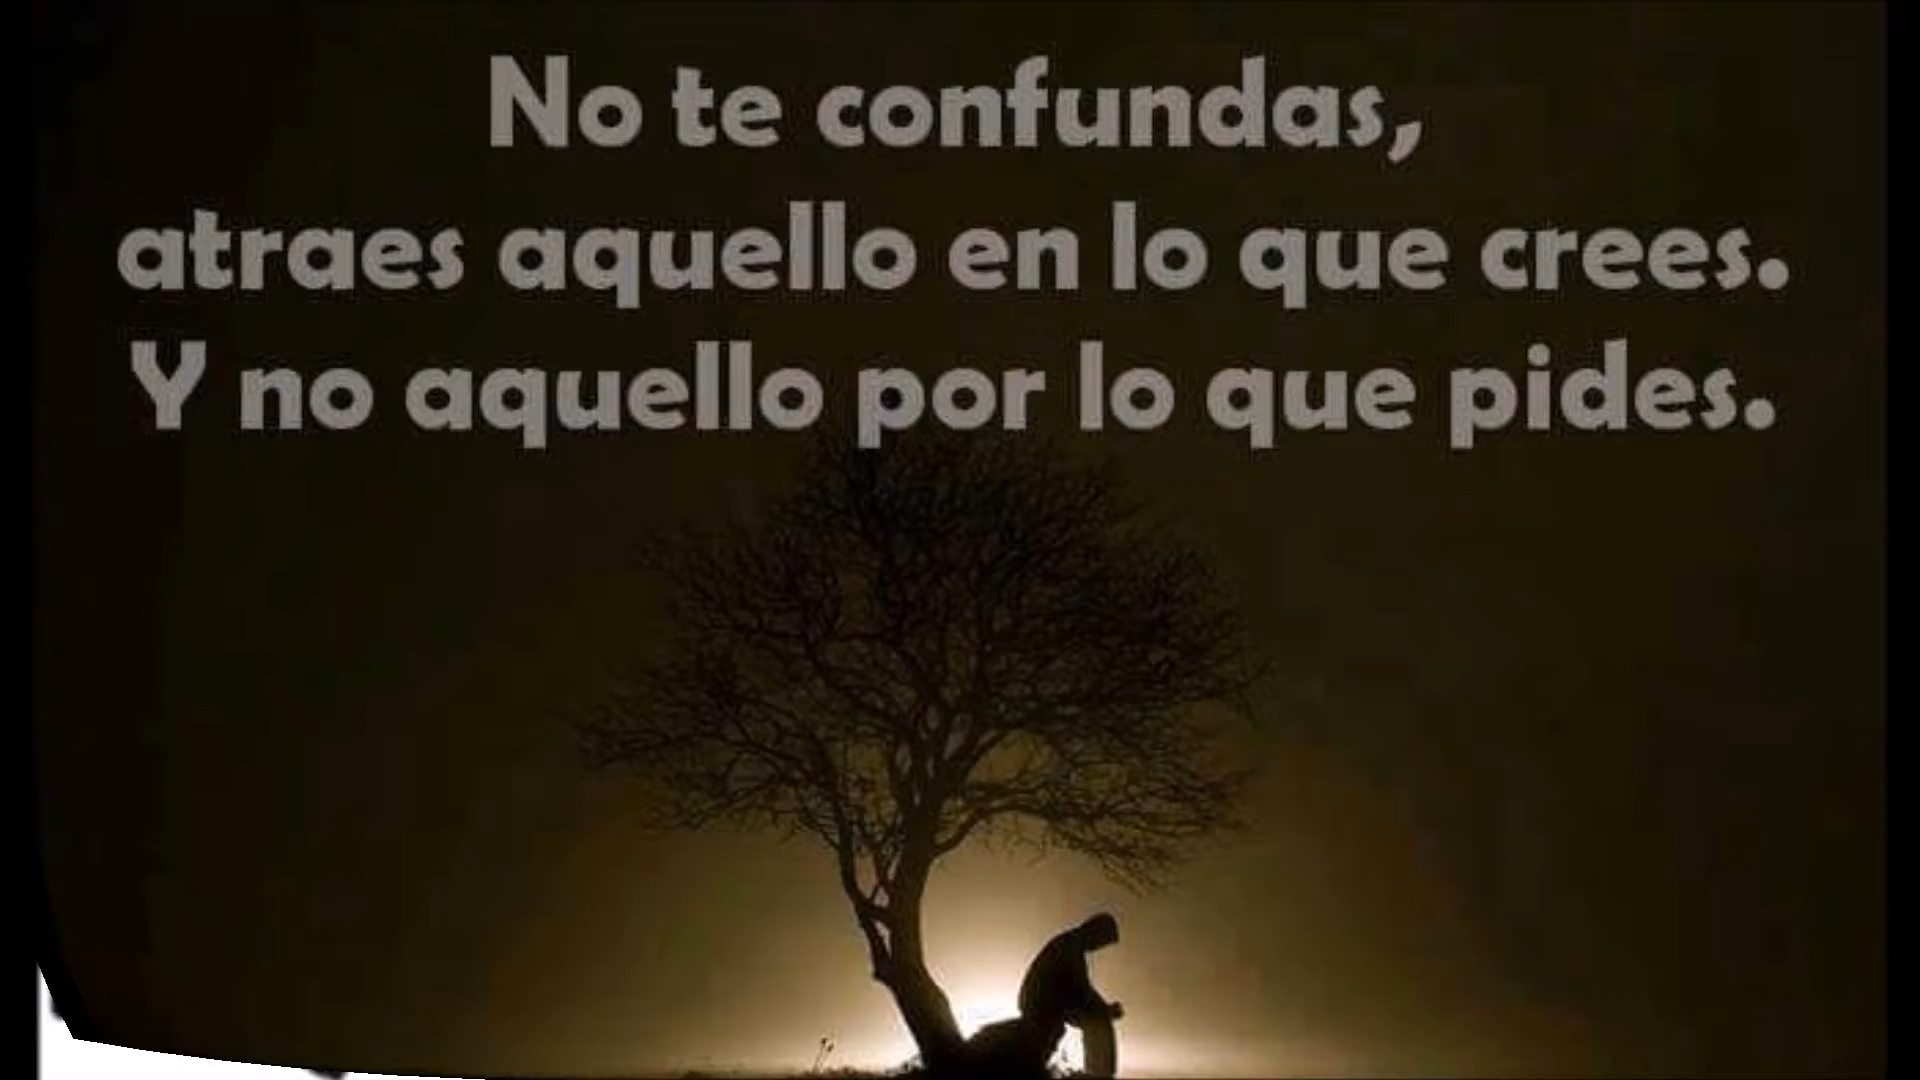 No te confundas,
atraes aquello en lo que crees.
Y no aquello por lo que pides.